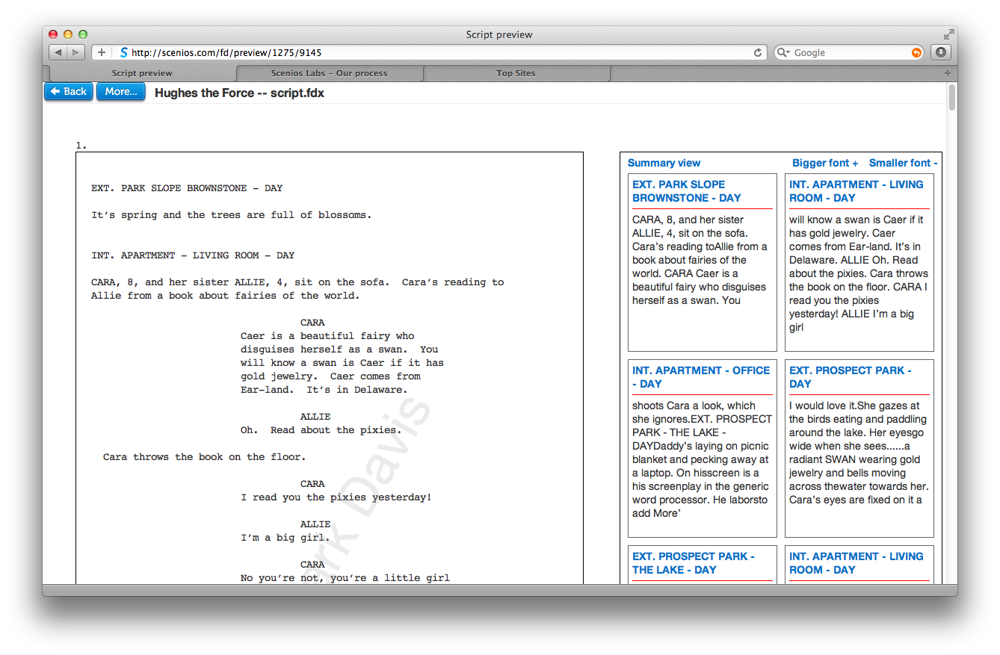 Script preview
http://scenios.com/fd/preview/1275/9145
Google
Script preview
Scenios Labs – Our process
Top Sites
Back
More...
Hughes the Force -- script.fdx
1.
EXT. PARK SLOPE BROWNSTONE - DAY
It's spring and the trees are full of blossoms.
INT. APARTMENT - LIVING ROOM - DAY
CARA, 8, and her sister ALLIE, 4, sit on the sofa.  Cara's reading to
Allie from a book about fairies of the world.
CARA
Caer is a beautiful fairy who
disguises herself as a swan.  You
will know a swan is Caer if it has
gold jewelry.  Caer comes from
Ear-land.  It's in Delaware.
ALLIE
Oh.  Read about the pixies.
Cara throws the book on the floor.
CARA
I read you the pixies yesterday!
ALLIE
I'm a big girl.
CARA
No you're not, you're a little girl
ark Davis
Summary view
Bigger font +
Smaller font -
EXT. PARK SLOPE
BROWNSTONE - DAY
CARA, 8, and her sister
ALLIE, 4, sit on the sofa.
Cara's reading toAllie from a
book about fairies of the
world. CARA Caer is a
beautiful fairy who disguises
herself as a swan. You
INT. APARTMENT - LIVING
ROOM - DAY
will know a swan is Caer if it
has gold jewelry. Caer
comes from Ear-land. It's in
Delaware. ALLIE Oh. Read
about the pixies. Cara throws
the book on the floor. CARA I
read you the pixies
yesterday! ALLIE I'm a big
girl
INT. APARTMENT - OFFICE
- DAY
shoots Cara a look, which
she ignores.EXT. PROSPECT
PARK - THE LAKE -
DAYDaddy's laying on picnic
blanket and pecking away at
a laptop. On hisscreen is a
his screenplay in the generic
word processor. He laborsto
add More'
EXT. PROSPECT PARK -
DAY
I would love it.She gazes at
the birds eating and paddling
around the lake. Her eyesgo
wide when she sees......a
radiant SWAN wearing gold
jewelry and bells moving
across thewater towards her.
Cara's eyes are fixed on it a
EXT. PROSPECT PARK -
THE LAKE - DAY
INT. APARTMENT - LIVING
ROOM - DAY